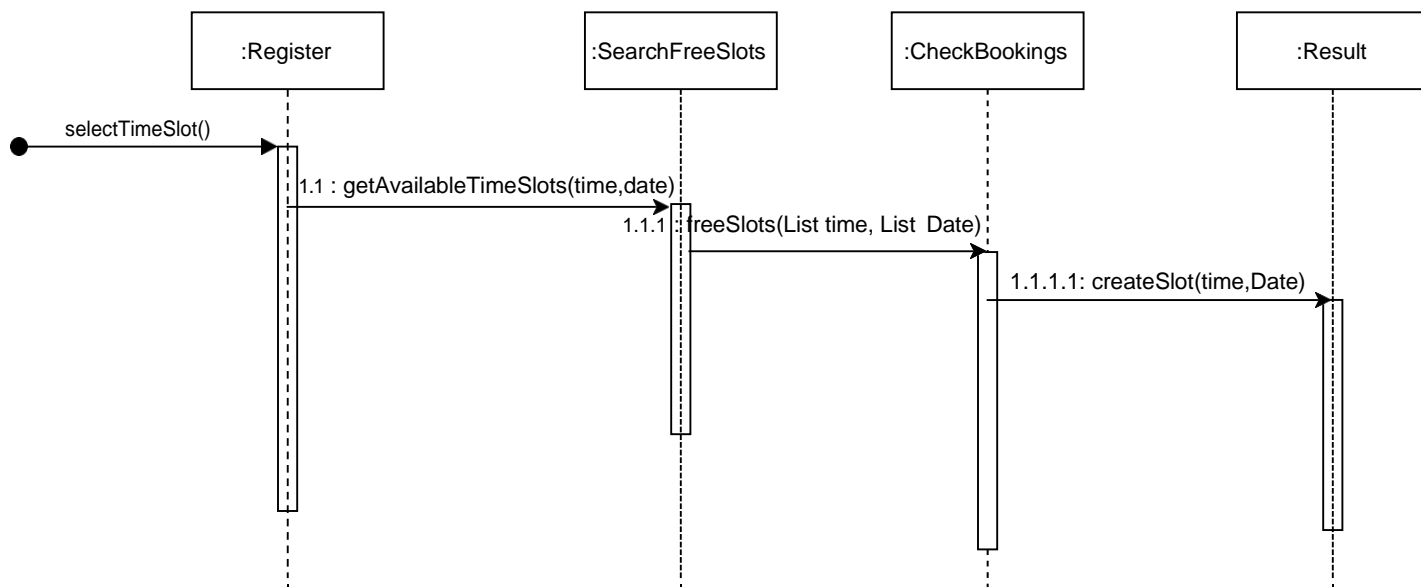 :Register
:SearchFreeSlots
:CheckBookings
:Result
selectTimeSlot()
1.1 : getAvailableTimeSlots(time,date)
1.1.1 : freeSlots(List time, List Date)
1.1.1.1: createSlot(time,Date)